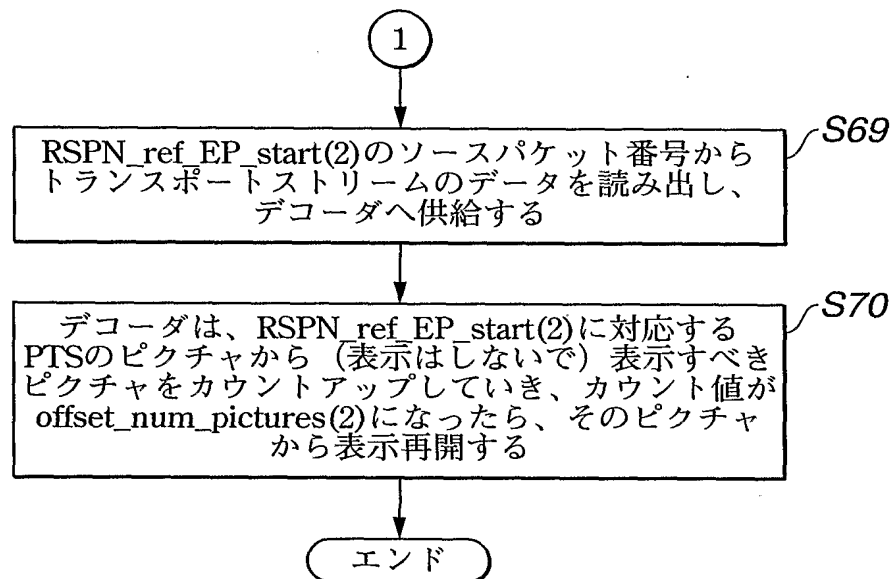 1
S69
RSPN_ref_EP_start(2)のソースパケット番号から
トランスポートストリームのデータを読み出し、
デコーダへ供給する
S70
デコーダは、RSPN_ref_EP_start(2)に対応する
PTSのピクチャから（表示はしないで）表示すべき
ピクチャをカウントアップしていき、カウント値が
offset_num_pictures(2)になったら、そのピクチャ
から表示再開する
エンド